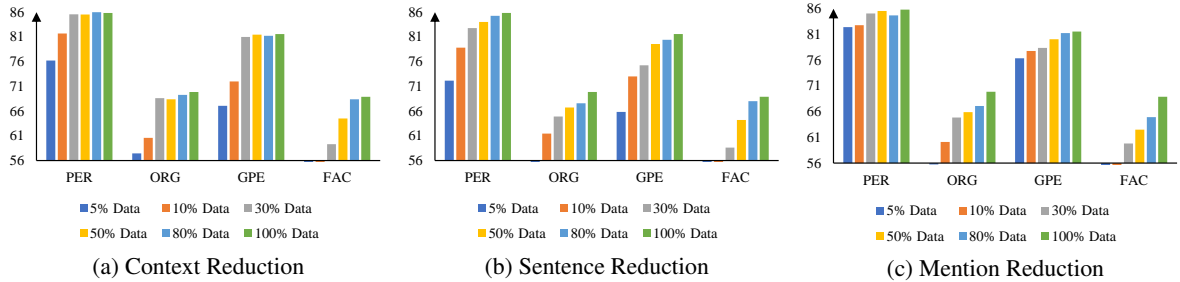 86
81
76
71
66
61
56
PER ORG GPE FAC
5% Data 10% Data 30% Data
50% Data 80% Data 100% Data
(a) Context Reduction
86
81
76
71
66
61
56
PER ORG GPE FAC
5% Data 10% Data 30% Data
50% Data 80% Data 100% Data
(b) Sentence Reduction
86
81
76
71
66
61
56
PER ORG GPE FAC
5% Data 10% Data 30% Data
50% Data 80% Data 100% Data
(c) Mention Reduction